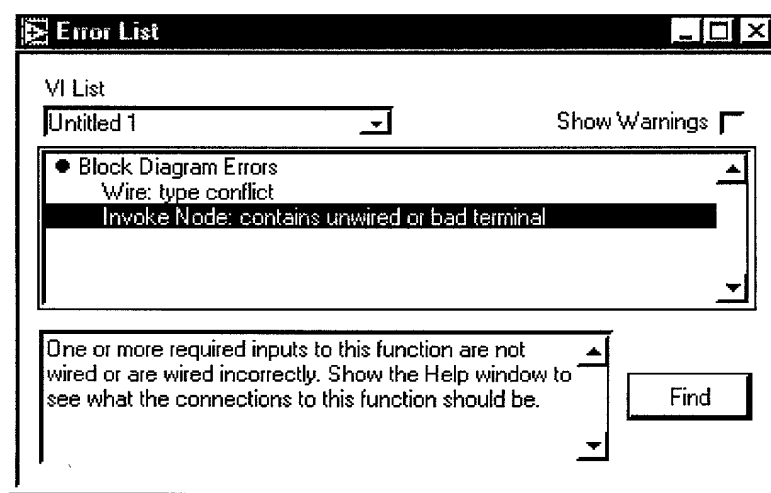 Error List
VI List
Untitled 1
Show Warnings
Block Diagram Errors
Wire: type conflict
Invoke Node: contains unwired or bad terminal
One or more required inputs to this function are not
wired or are wired incorrectly. Show the Help window to
see what the connections to this function should be.
Find